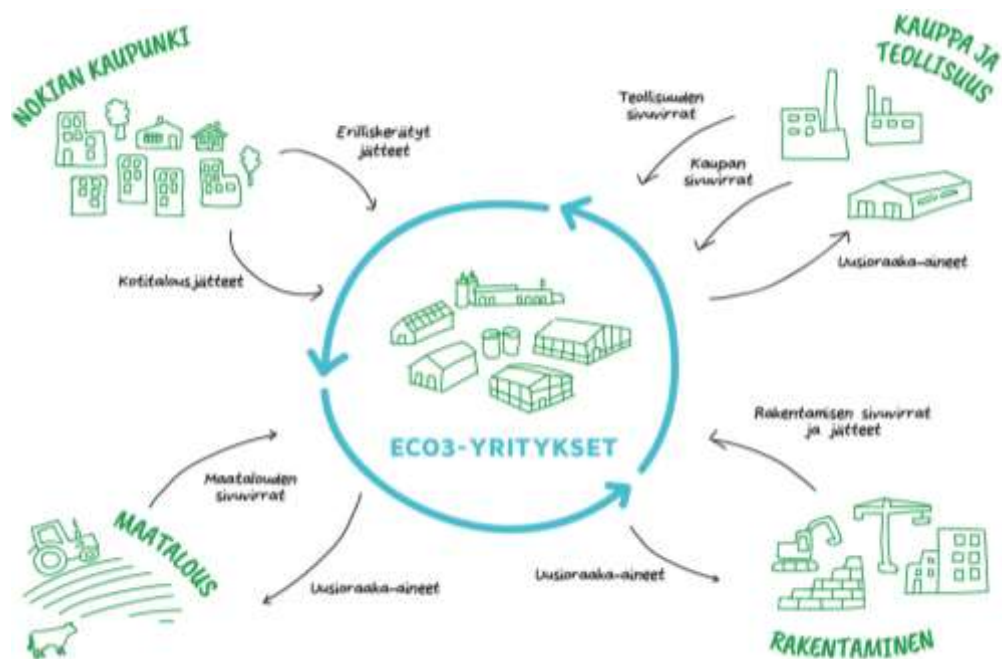 NOKIAN KAUPUNKI
KAUPPA JA
TEOLLISUUS
Erilliskerätyt
jätteet
Teollisuuden
sivuvirrat
Kaupan
sivuvirrat
Uusioraaka-aineet
Kotitalousjätteet
ECO3-YRITYKSET
Rakentamisen sivuvirrat
ja jätteet
Maatalouden
sivuvirrat
MAATALOUS
Uusioraaka-aineet
Uusioraaka-aineet
RAKENTAMINEN